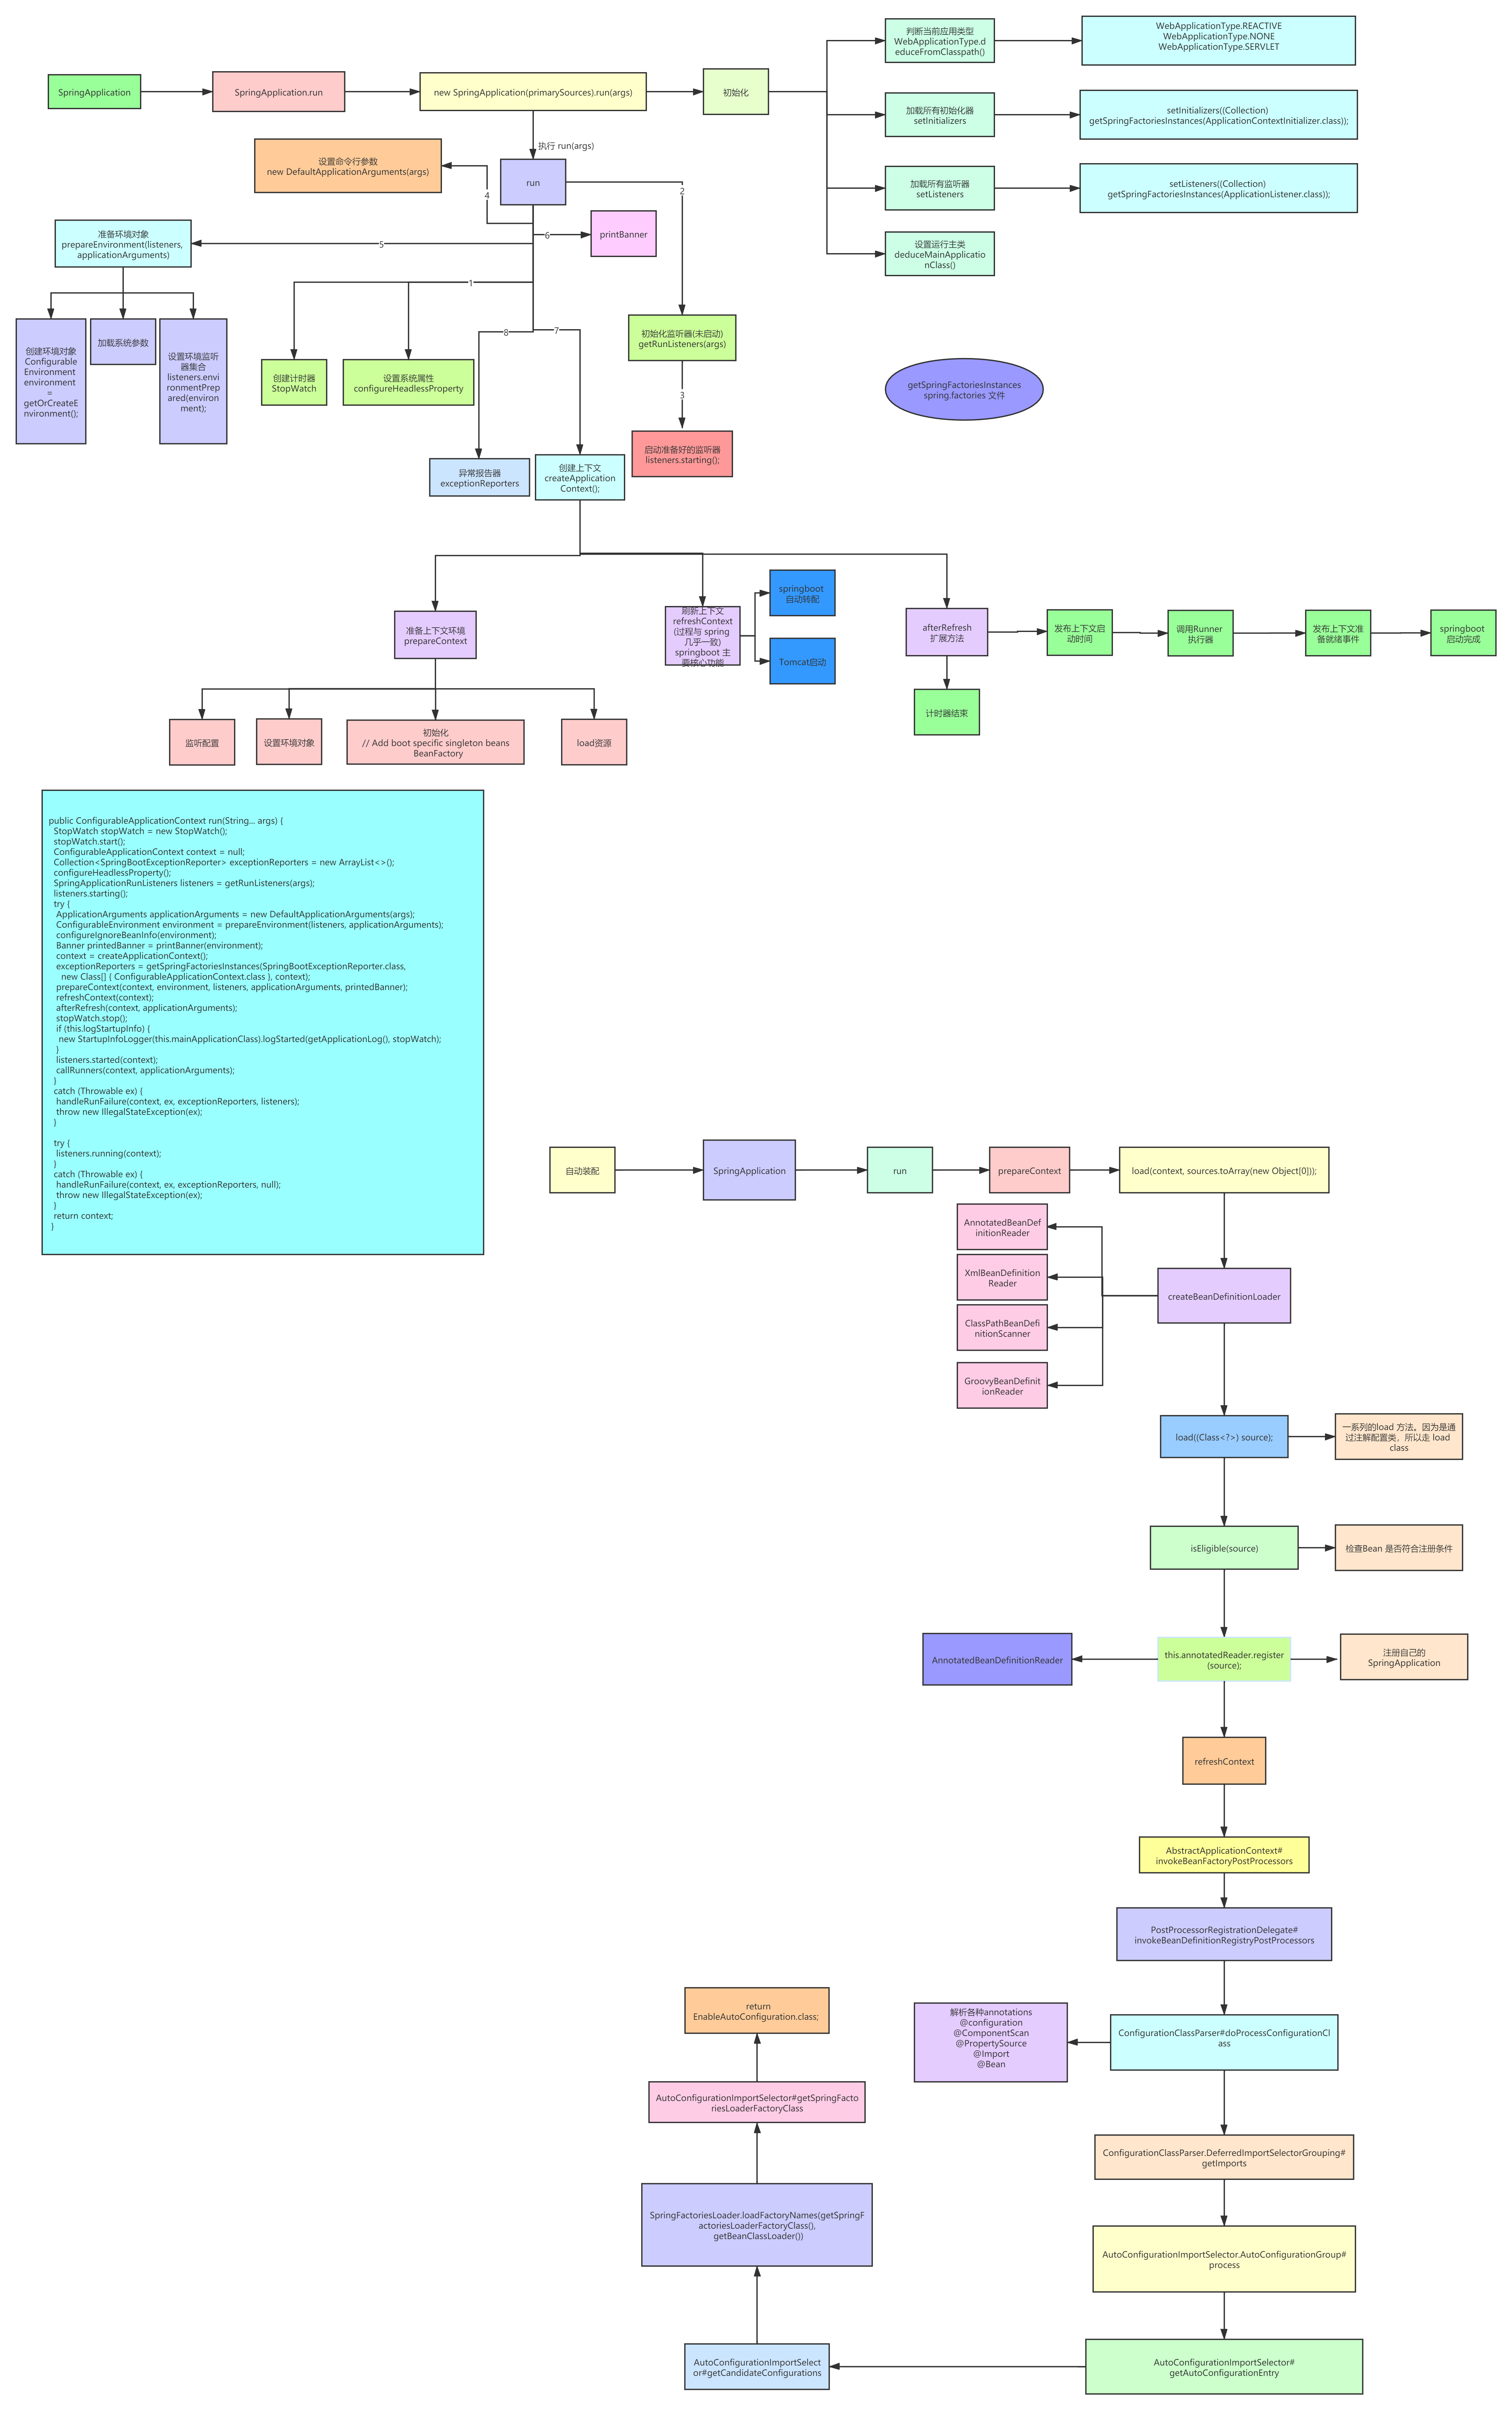 SpringApplication
SpringApplication.run
new SpringApplication(primarySources).run(args)
初始化
判断当前应用类型
WebApplicationType.d
educeFromClasspath()
WebApplicationType.REACTIVE
WebApplicationType.NONE
WebApplicationType.SERVLET
加载所有初始化器
setInitializers
setInitializers((Collection)
getSpringFactoriesInstances(ApplicationContextInitializer.class));
加载所有监听器
setListeners
setListeners((Collection)
getSpringFactoriesInstances(ApplicationListener.class));
设置运行主类
deduceMainApplicatio
nClass()
执行 run(args)
run
设置命令行参数
new DefaultApplicationArguments(args)
4
2
准备环境对象
prepareEnvironment(listeners,
applicationArguments)
5
6
printBanner
1
创建环境对象
Configurable
Environment
environment
=
getOrCreateE
nvironment();
加载系统参数
设置环境监听
器集合
listeners.envi
ronmentPrep
ared(environ
ment);
8
7
初始化监听器(未启动)
getRunListeners(args)
创建计时器
StopWatch
设置系统属性
configureHeadlessProperty
3
getSpringFactoriesInstances
spring.factories 文件
异常报告器
exceptionReporters
创建上下文
createApplication
Context();
启动准备好的监听器
listeners.starting();
准备上下文环境
prepareContext
刷新上下文
refreshContext
(过程与 spring
几乎一致)
springboot 主
要核心功能
springboot
自动转配
Tomcat启动
afterRefresh
扩展方法
发布上下文启
动时间
调用Runner
执行器
发布上下文准
备就绪事件
springboot
启动完成
计时器结束
监听配置
设置环境对象
初始化
// Add boot specific singleton beans
BeanFactory
load资源
public ConfigurableApplicationContext run(String... args) {
StopWatch stopWatch = new StopWatch();
stopWatch.start();
ConfigurableApplicationContext context = null;
Collection<SpringBootExceptionReporter> exceptionReporters = new ArrayList<>();
configureHeadlessProperty();
SpringApplicationRunListeners listeners = getRunListeners(args);
listeners.starting();
try {
ApplicationArguments applicationArguments = new DefaultApplicationArguments(args);
ConfigurableEnvironment environment = prepareEnvironment(listeners, applicationArguments);
configureIgnoreBeanInfo(environment);
Banner printedBanner = printBanner(environment);
context = createApplicationContext();
exceptionReporters = getSpringFactoriesInstances(SpringBootExceptionReporter.class,
new Class[] { ConfigurableApplicationContext.class }, context);
prepareContext(context, environment, listeners, applicationArguments, printedBanner);
refreshContext(context);
afterRefresh(context, applicationArguments);
stopWatch.stop();
if (this.logStartupInfo) {
new StartupInfoLogger(this.mainApplicationClass).logStarted(getApplicationLog(), stopWatch);
}
listeners.started(context);
callRunners(context, applicationArguments);
}
catch (Throwable ex) {
handleRunFailure(context, ex, exceptionReporters, listeners);
throw new IllegalStateException(ex);
}
try {
listeners.running(context);
}
catch (Throwable ex) {
handleRunFailure(context, ex, exceptionReporters, null);
throw new IllegalStateException(ex);
}
return context;
}
自动装配
SpringApplication
run
prepareContext
load(context, sources.toArray(new Object[0]));
AnnotatedBeanDef
initionReader
XmlBeanDefinition
Reader
ClassPathBeanDefi
nitionScanner
GroovyBeanDefinit
ionReader
createBeanDefinitionLoader
load((Class<?>) source);
一系列的load 方法。因为是通
过注解配置类，所以走 load
class
isEligible(source)
检查Bean 是否符合注册条件
AnnotatedBeanDefinitionReader
this.annotatedReader.register
(source);
注册自己的
SpringApplication
refreshContext
AbstractApplicationContext#
invokeBeanFactoryPostProcessors
PostProcessorRegistrationDelegate#
invokeBeanDefinitionRegistryPostProcessors
解析各种annotations
@configuration
@ComponentScan
@PropertySource
@Import
@Bean
ConfigurationClassParser#doProcessConfigurationCl
ass
ConfigurationClassParser.DeferredImportSelectorGrouping#
getImports
AutoConfigurationImportSelector.AutoConfigurationGroup#
process
AutoConfigurationImportSelector#
getAutoConfigurationEntry
AutoConfigurationImportSelect
or#getCandidateConfigurations
SpringFactoriesLoader.loadFactoryNames(getSpringF
actoriesLoaderFactoryClass(),
getBeanClassLoader())
AutoConfigurationImportSelector#getSpringFacto
riesLoaderFactoryClass
return
EnableAutoConfiguration.class;